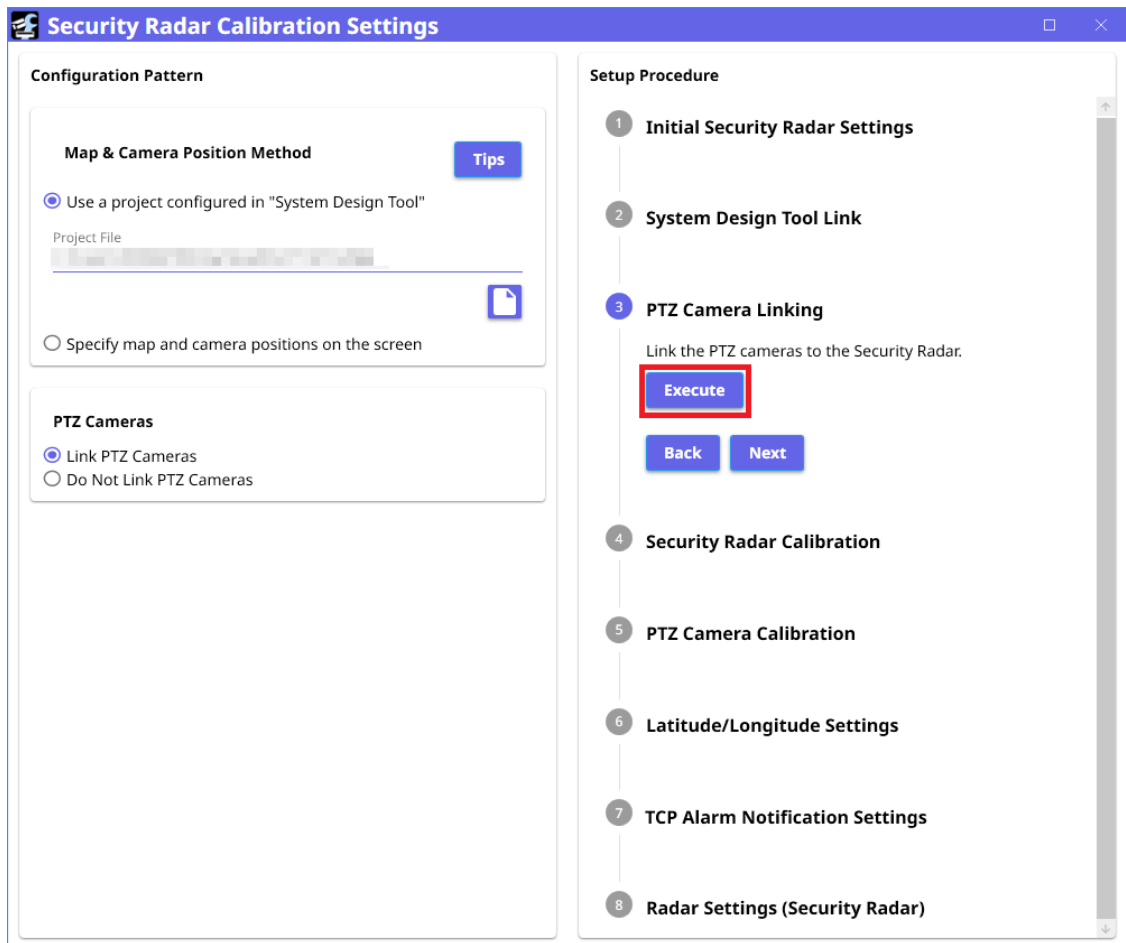 Security Radar Calibration Settings
Configuration Pattern
Map & Camera Position Method
Tips
Use a project configured in "System Design Tool"
Project File
Specify map and camera positions on the screen
PTZ Cameras
Link PTZ Cameras
Do Not Link PTZ Cameras
Setup Procedure
1 Initial Security Radar Settings
2 System Design Tool Link
3 PTZ Camera Linking
Link the PTZ cameras to the Security Radar.
Execute
Back Next
4 Security Radar Calibration
5 PTZ Camera Calibration
6 Latitude/Longitude Settings
7 TCP Alarm Notification Settings
8 Radar Settings (Security Radar)